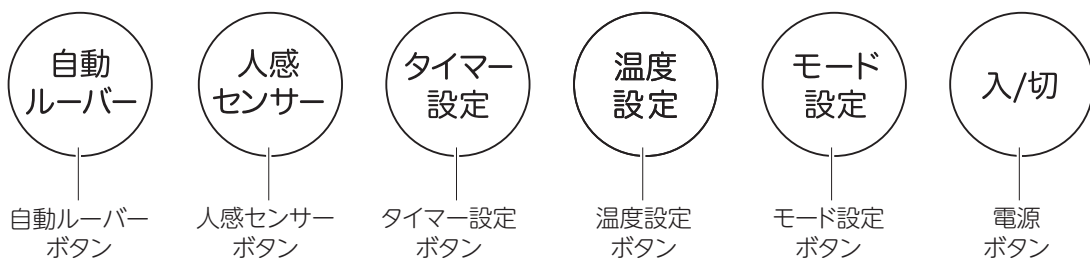 自動
ルーバー
人感
センサー
タイマー
設定
温度
設定
モード
設定
入/切
自動ルーバー
ボタン
人感センサー
ボタン
タイマー設定
ボタン
温度設定
ボタン
モード設定
ボタン
電源
ボタン